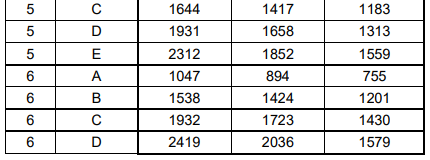 5 C 1644 1417 1183
5 D 1931 1658 1313
5 E 2312 1852 1559
6 A 1047 894 755
6 B 1538 1424 1201
6 C 1932 1723 1430
6 D 2419 2036 1579